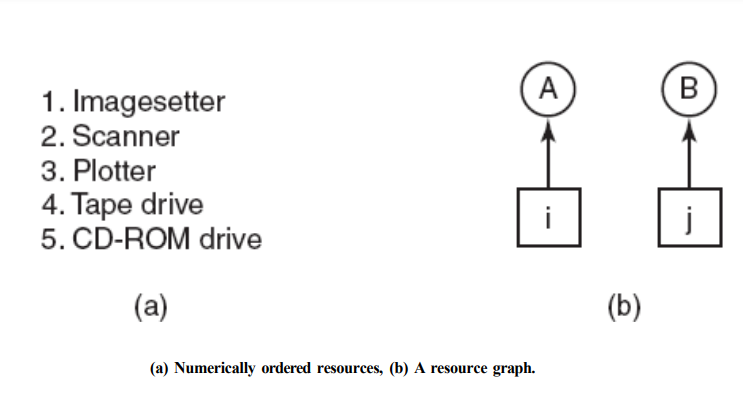 1. Imagesetter
2. Scanner
3. Plotter
4. Tape drive
5. CD-ROM drive
(a)
A
B
i
j
(b)
(a) Numerically ordered resources, (b) A resource graph.